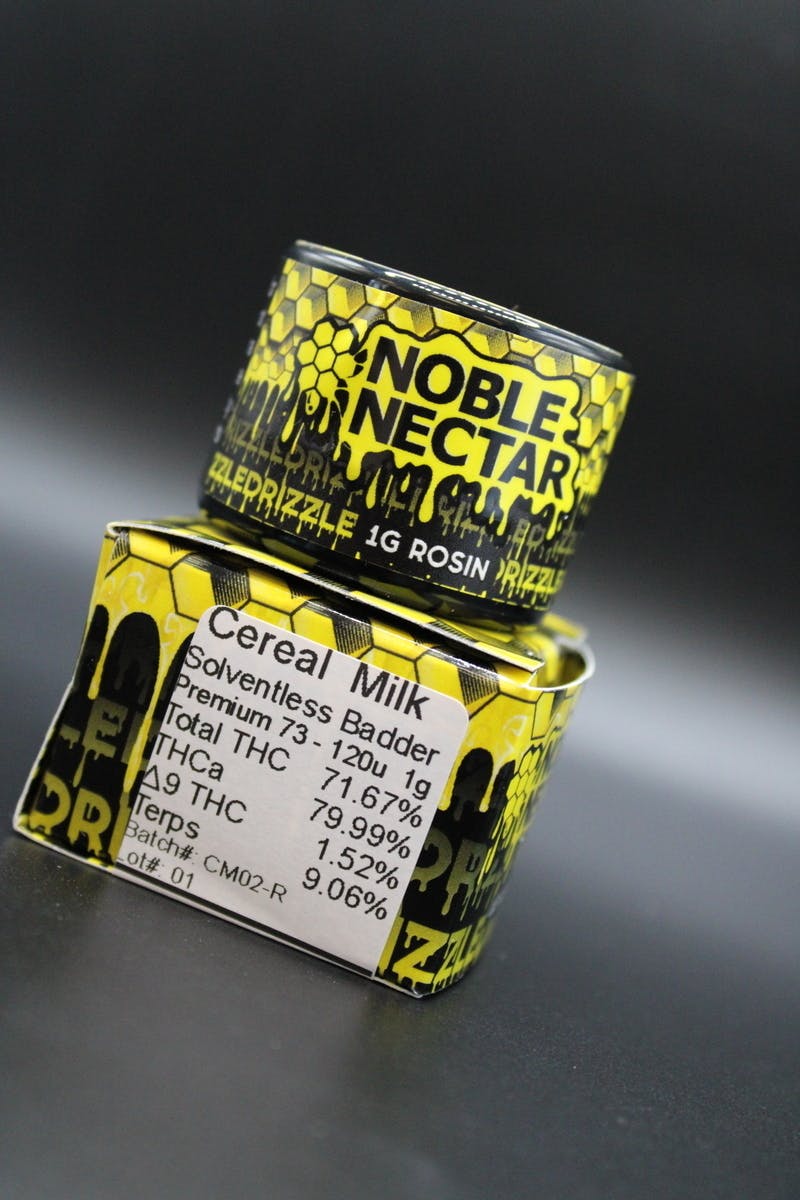 NOBLE
NECTAR
ZZLEDRIZZLE
1G ROSIN
RIZZLE
Cereal Milk
Solventless Badder
Premium 73 - 120u 1g
Total THC 71.67%
THCa 79.99%
Δ9 THC 1.52%
Terps 9.06%
Batch#: CM02-R
Lot#: 01